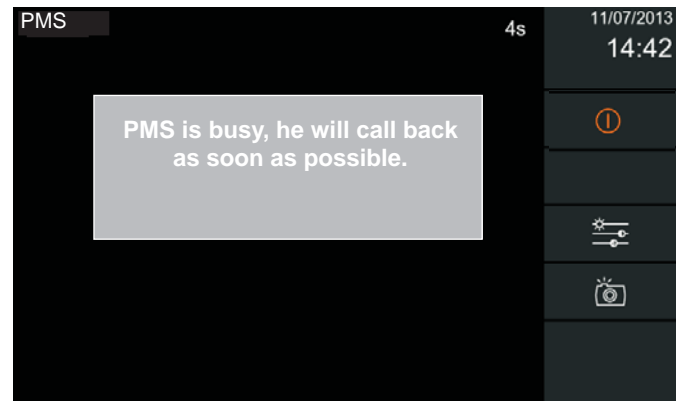 PMS
4s
11/07/2013
14:42
PMS is busy, he will call back
as soon as possible.